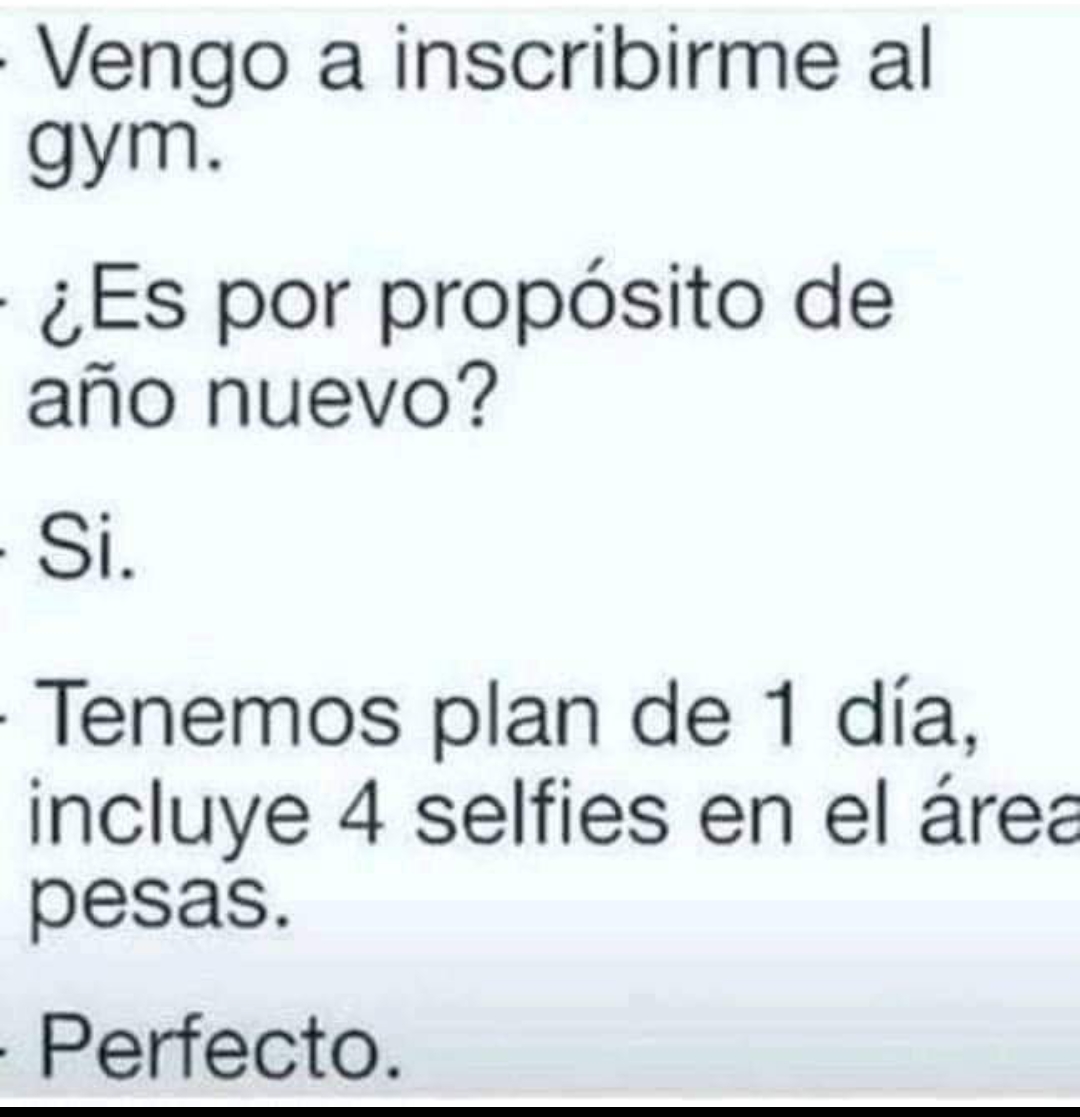 - Vengo a inscribirme al
gym.
- ¿Es por propósito de
año nuevo?
- Si.
- Tenemos plan de 1 día,
incluye 4 selfies en el área
pesas.
- Perfecto.